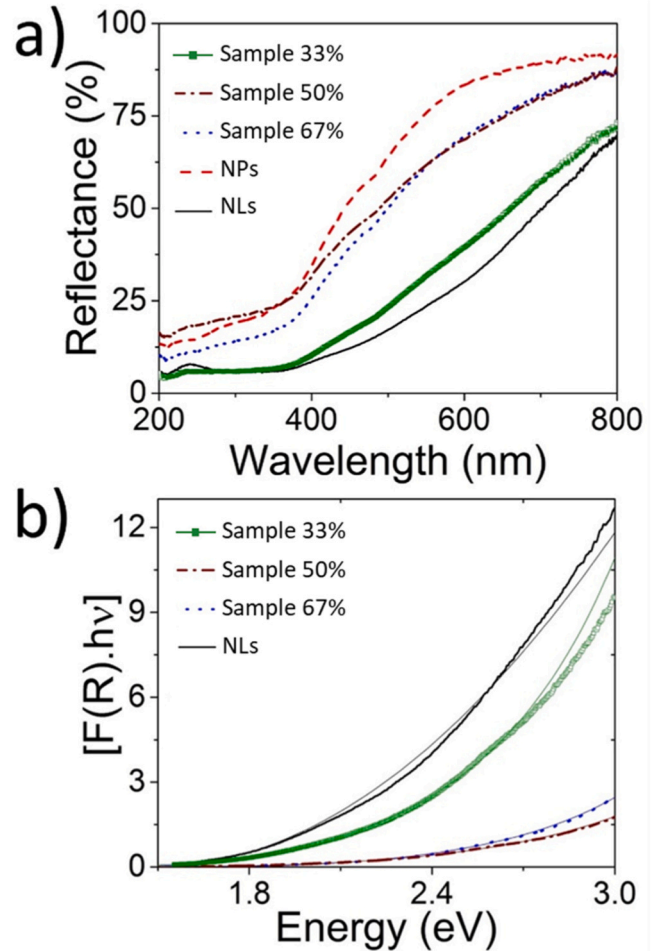 a)
Reflectance (%)
100
75
50
25
0
Sample 33%
Sample 50%
Sample 67%
NPs
NLs
200 400 600 800
Wavelength (nm)
b)
[F(R).hν]
12
9
6
3
0
Sample 33%
Sample 50%
Sample 67%
NLs
1.8 2.4 3.0
Energy (eV)